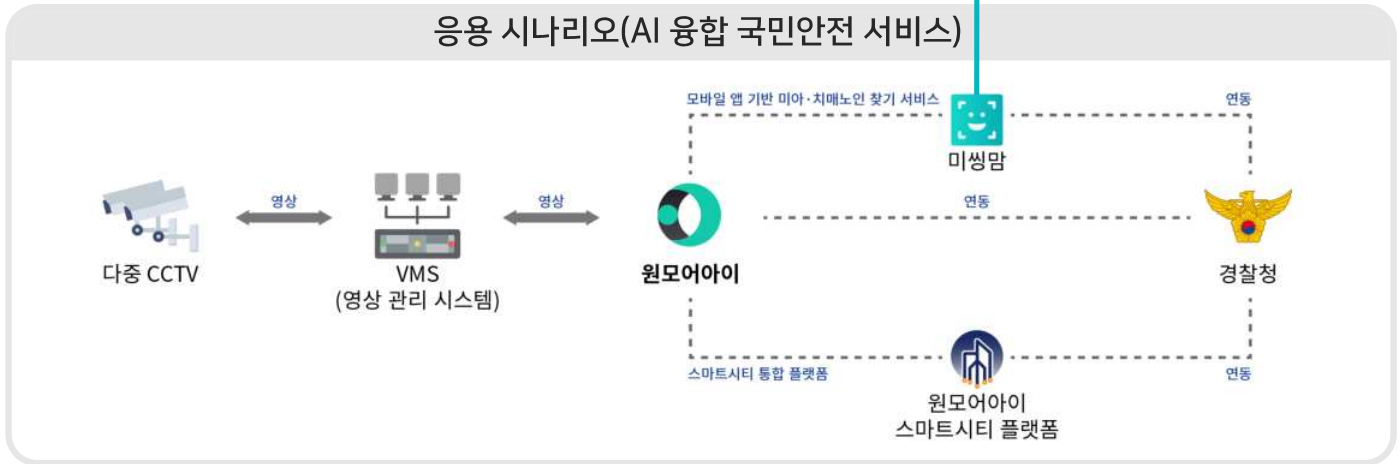 응용 시나리오(AI 융합 국민안전 서비스)
모바일 앱 기반 미아·치매노인 찾기 서비스
연동
미씽맘
영상
영상
연동
다중 CCTV
VMS
(영상 관리 시스템)
원모어아이
경찰청
스마트시티 통합 플랫폼
연동
원모어아이
스마트시티 플랫폼